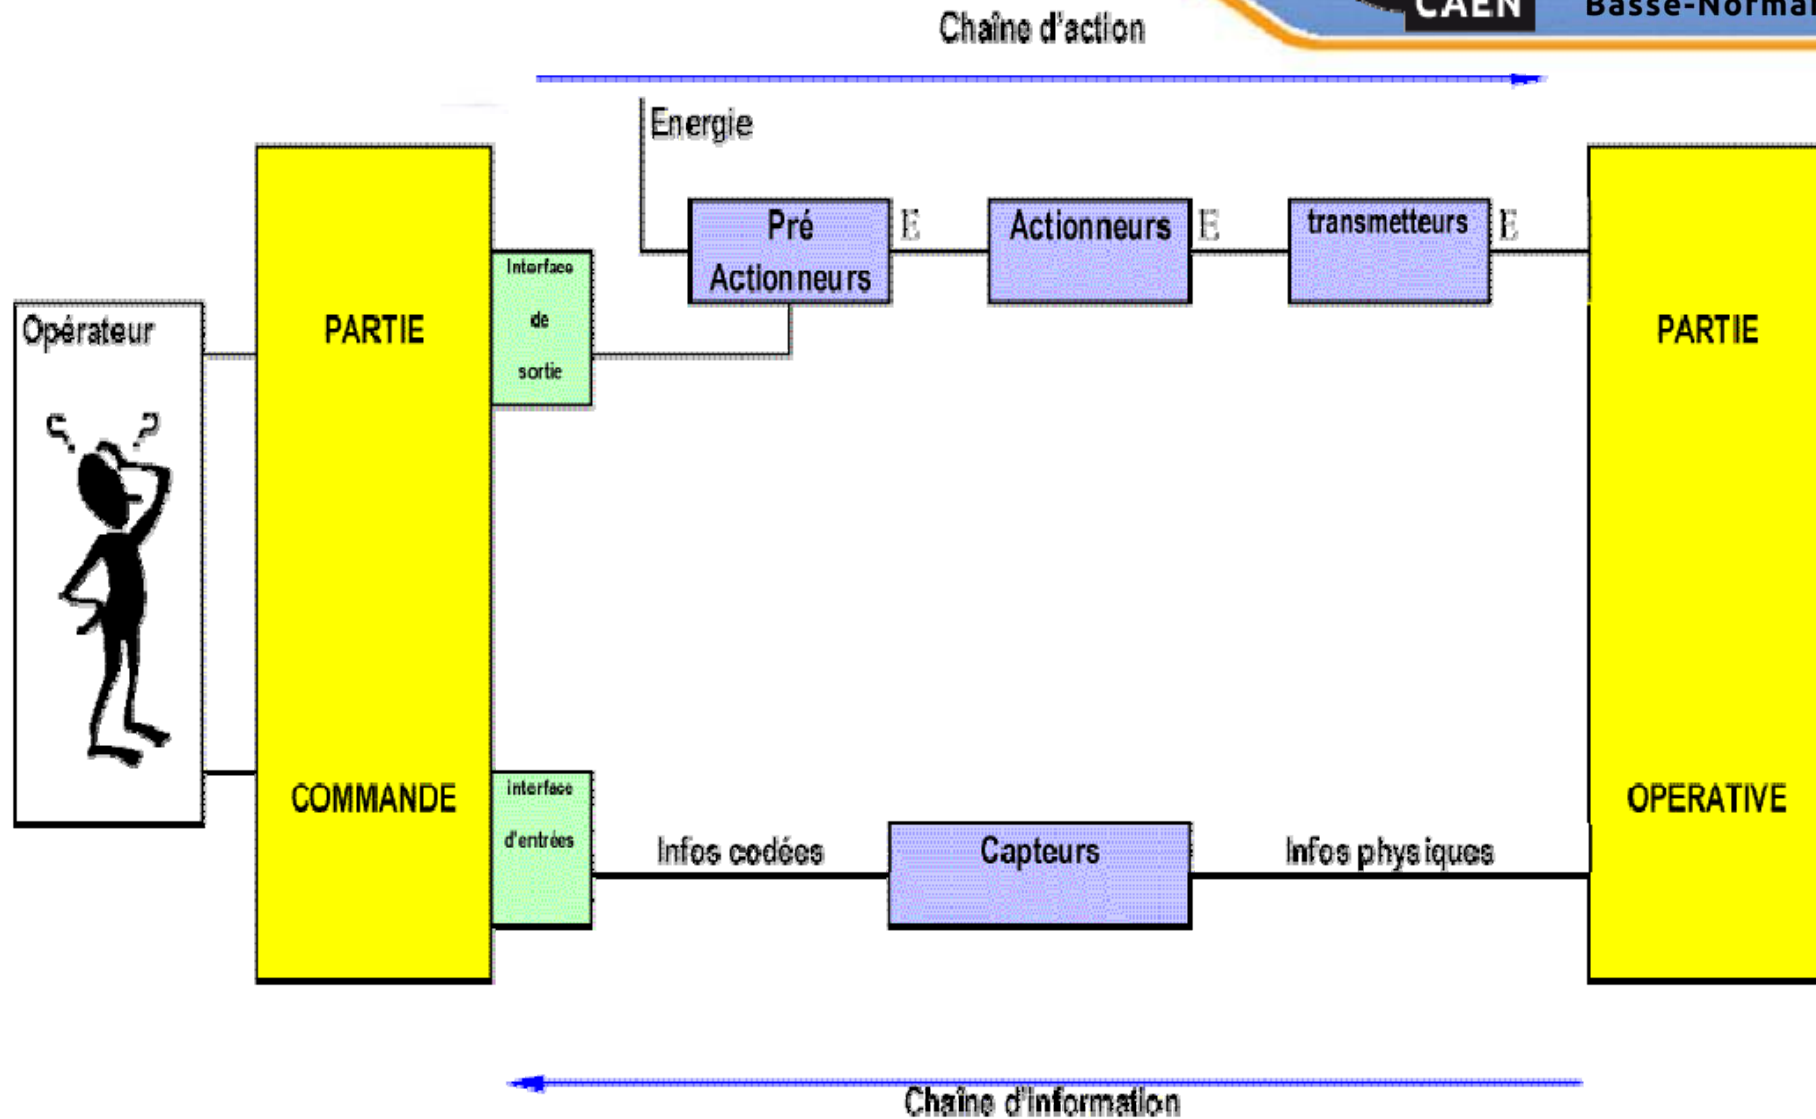 CAEN
Basse-Normai
Chaîne d'action
Energie
Pré
Actionneurs
E
Actionneurs
E
transmetteurs
E
Interface
de
sortie
Opérateur
PARTIE
PARTIE
? ?
COMMANDE
OPERATIVE
interface
d'entrées
Infos codées
Capteurs
Infos physiques
Chaîne d'information